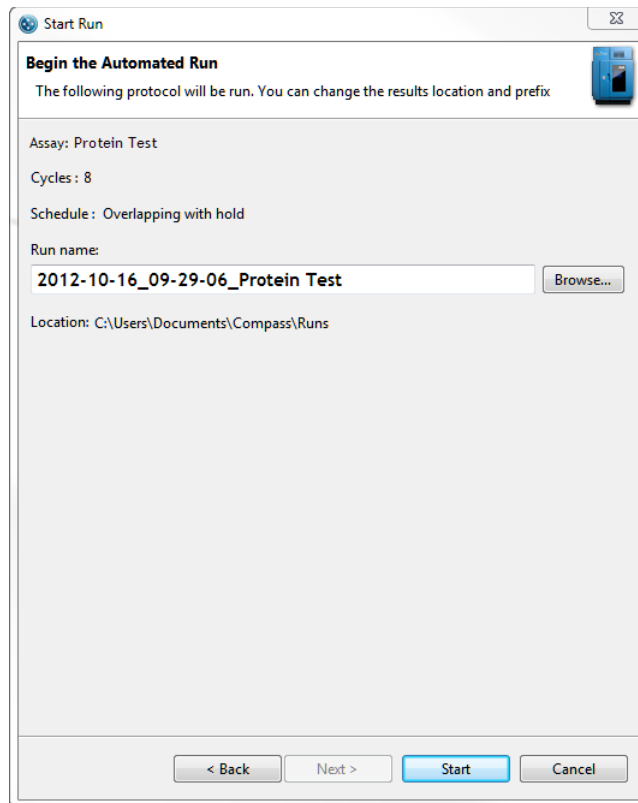 Start Run
Begin the Automated Run
The following protocol will be run. You can change the results location and prefix
Assay: Protein Test
Cycles : 8
Schedule : Overlapping with hold
Run name:
2012-10-16_09-29-06_Protein Test
Browse...
Location: C:\Users\Documents\Compass\Runs
< Back Next > Start Cancel